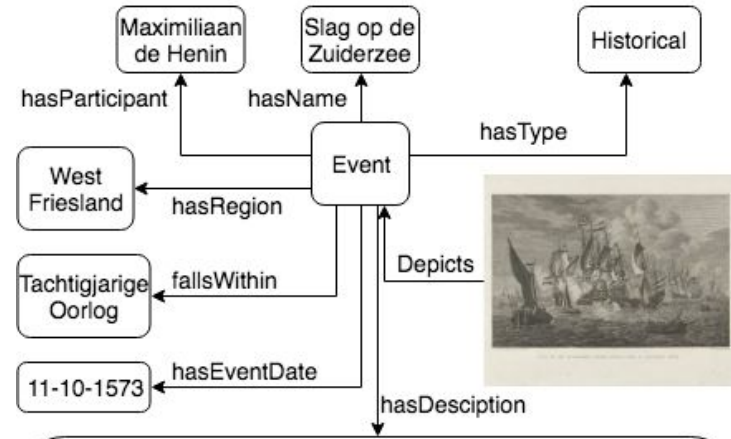 Maximiliaan
de Henin
Slag op de
Zuiderzee
Historical
hasParticipant
hasName
hasType
Event
West
Friesland
hasRegion
Depicts
Tachtigjarige
Oorlog
fallsWithin
11-10-1573
hasEventDate
hasDesciption